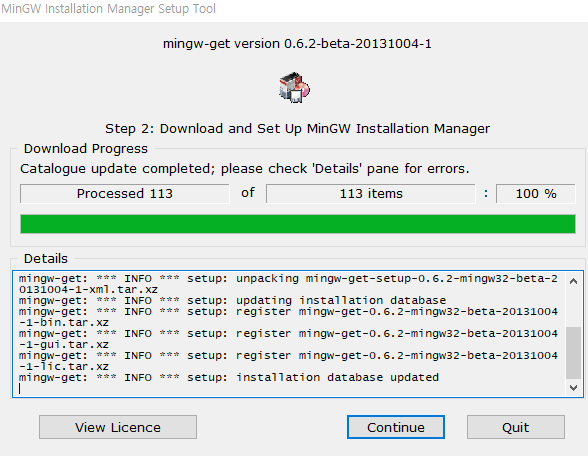 MinGW Installation Manager Setup Tool
mingw-get version 0.6.2-beta-20131004-1
Step 2: Download and Set Up MinGW Installation Manager
Download Progress
Catalogue update completed; please check 'Details' pane for errors.
Processed 113 of 113 items : 100 %
Details
mingw-get: *** INFO *** setup: unpacking mingw-get-setup-0.6.2-mingw32-beta-2
0131004-1-xml.tar.xz
mingw-get: *** INFO *** setup: updating installation database
mingw-get: *** INFO *** setup: register mingw-get-0.6.2-mingw32-beta-20131004
-1-bin.tar.xz
mingw-get: *** INFO *** setup: register mingw-get-0.6.2-mingw32-beta-20131004
-1-gui.tar.xz
mingw-get: *** INFO *** setup: register mingw-get-0.6.2-mingw32-beta-20131004
-1-lic.tar.xz
mingw-get: *** INFO *** setup: installation database updated
View Licence Continue Quit